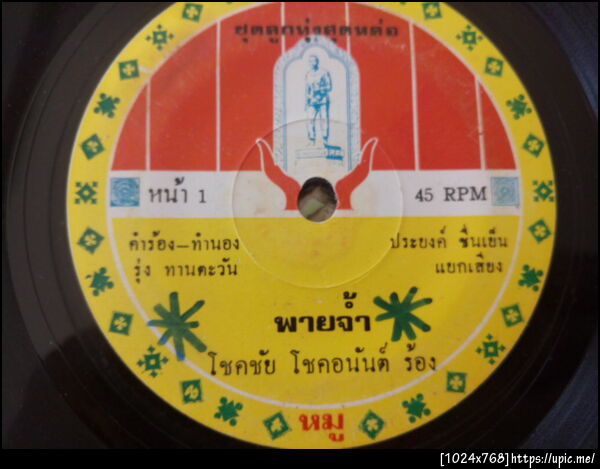 ชุดลูกทุ่งสุดหล่อ
หน้า 1
45 RPM
คำร้อง-ทำนอง
รุ่ง ทานตะวัน
ประยงค์ ชื่นเย็น
แยกเสียง
พายจ้ำ
โชคชัย โชคอนันต์ ร้อง
หมู
[1024x768]https://upic.me/